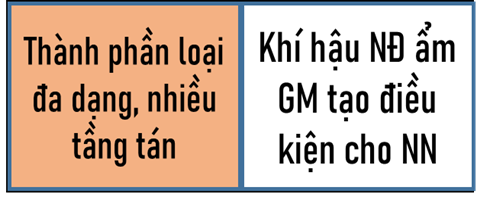 Thành phần loại
đa dạng, nhiều
tầng tán
Khí hậu NĐ ẩm
GM tạo điều
kiện cho NN